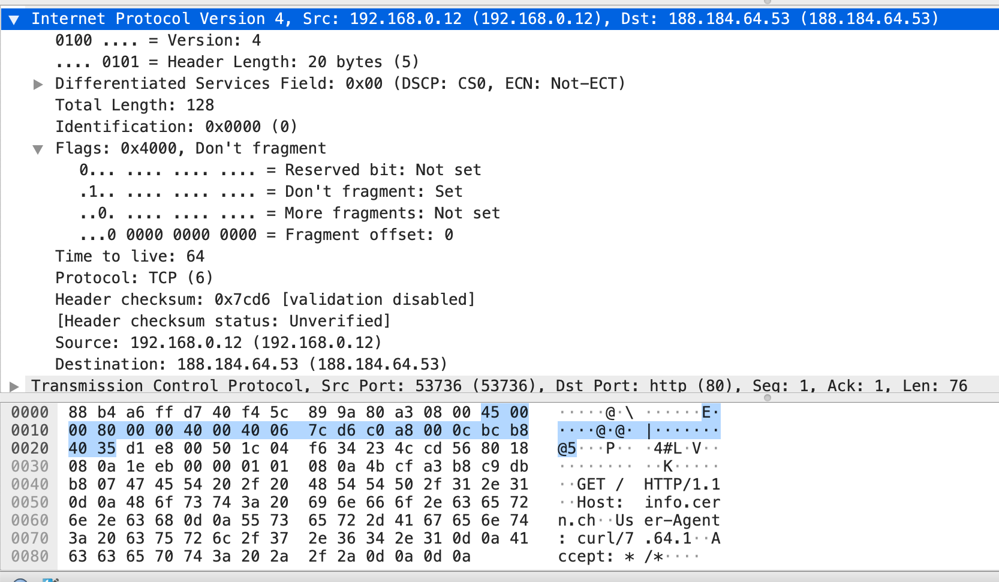 ▼ Internet Protocol Version 4, Src: 192.168.0.12 (192.168.0.12), Dst: 188.184.64.53 (188.184.64.53)
0100 .... = Version: 4
.... 0101 = Header Length: 20 bytes (5)
▶ Differentiated Services Field: 0x00 (DSCP: CS0, ECN: Not-ECT)
Total Length: 128
Identification: 0x0000 (0)
▼ Flags: 0x4000, Don't fragment
0... .... .... .... = Reserved bit: Not set
.1.. .... .... .... = Don't fragment: Set
..0. .... .... .... = More fragments: Not set
...0 0000 0000 0000 = Fragment offset: 0
Time to live: 64
Protocol: TCP (6)
Header checksum: 0x7cd6 [validation disabled]
[Header checksum status: Unverified]
Source: 192.168.0.12 (192.168.0.12)
Destination: 188.184.64.53 (188.184.64.53)
▶ Transmission Control Protocol, Src Port: 53736 (53736), Dst Port: http (80), Seq: 1, Ack: 1, Len: 76
0000 88 b4 a6 ff d7 40 f4 5c 89 9a 80 a3 08 00 45 00 ·····@·\ ······E·
0010 00 80 00 00 40 00 40 06 7c d6 c0 a8 00 0c bc b8 ····@·@· |·······
0020 40 35 d1 e8 00 50 1c 04 f6 34 23 4c cd 56 80 18 @5···P·· ·4#L·V··
0030 08 0a 1e eb 00 00 01 01 08 0a 4b cf a3 b8 c9 db ········ ··K·····
0040 b8 07 47 45 54 20 2f 20 48 54 54 50 2f 31 2e 31 ··GET / HTTP/1.1
0050 0d 0a 48 6f 73 74 3a 20 69 6e 66 6f 2e 63 65 72 ··Host: info.cer
0060 6e 2e 63 68 0d 0a 55 73 65 72 2d 41 67 65 6e 74 n.ch··Us er-Agent
0070 3a 20 63 75 72 6c 2f 37 2e 36 34 2e 31 0d 0a 41 : curl/7 .64.1··A
0080 63 63 65 70 74 3a 20 2a 2f 2a 0d 0a 0d 0a ccept: * /*····